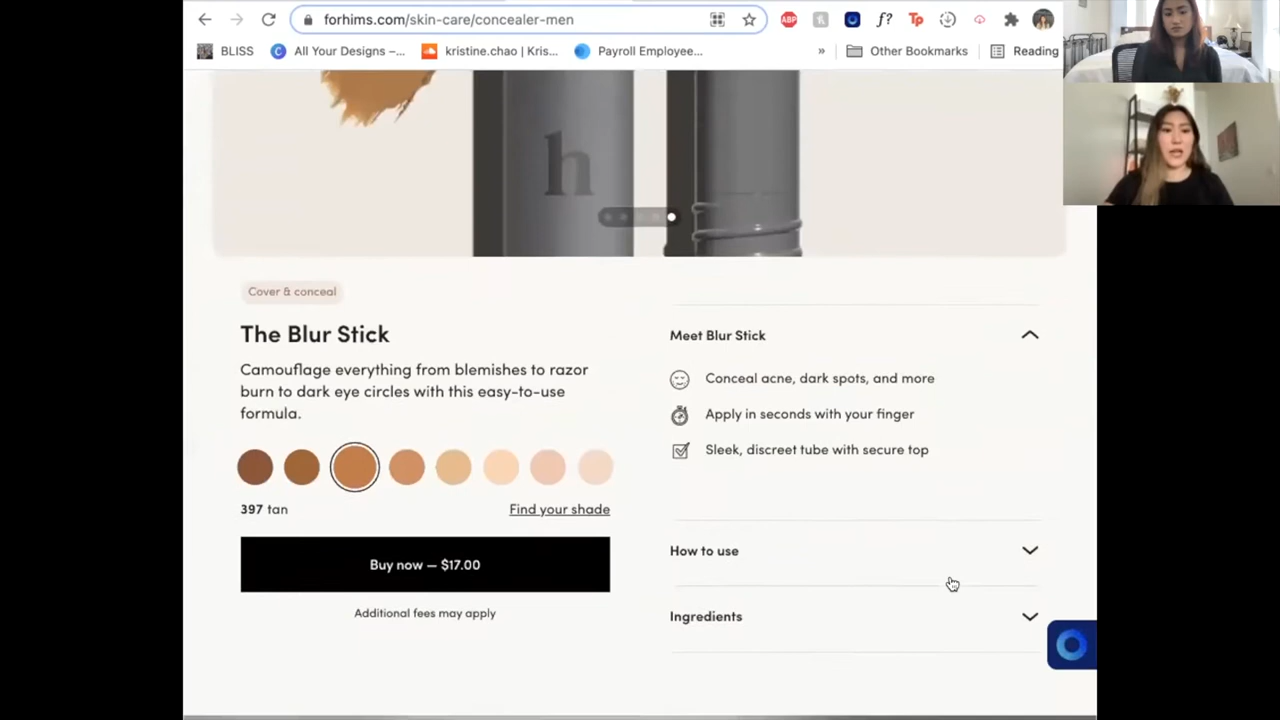 forhims.com/skin-care/concealer-men
ABP
f?
Tp
BLISS
All Your Designs –...
kristine.chao | Kris...
Payroll Employee...
»
Other Bookmarks
Reading
h
Cover & conceal
The Blur Stick
Camouflage everything from blemishes to razor
burn to dark eye circles with this easy-to-use
formula.
397 tan
Find your shade
Buy now — $17.00
Additional fees may apply
Meet Blur Stick
Conceal acne, dark spots, and more
Apply in seconds with your finger
Sleek, discreet tube with secure top
How to use
Ingredients